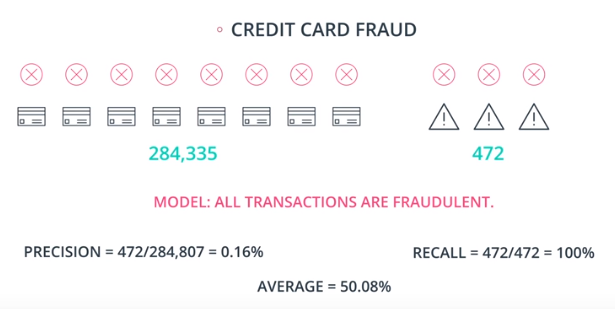 CREDIT CARD FRAUD
284,335
472
MODEL: ALL TRANSACTIONS ARE FRAUDULENT.
PRECISION = 472/284,807 = 0.16%
RECALL = 472/472 = 100%
AVERAGE = 50.08%